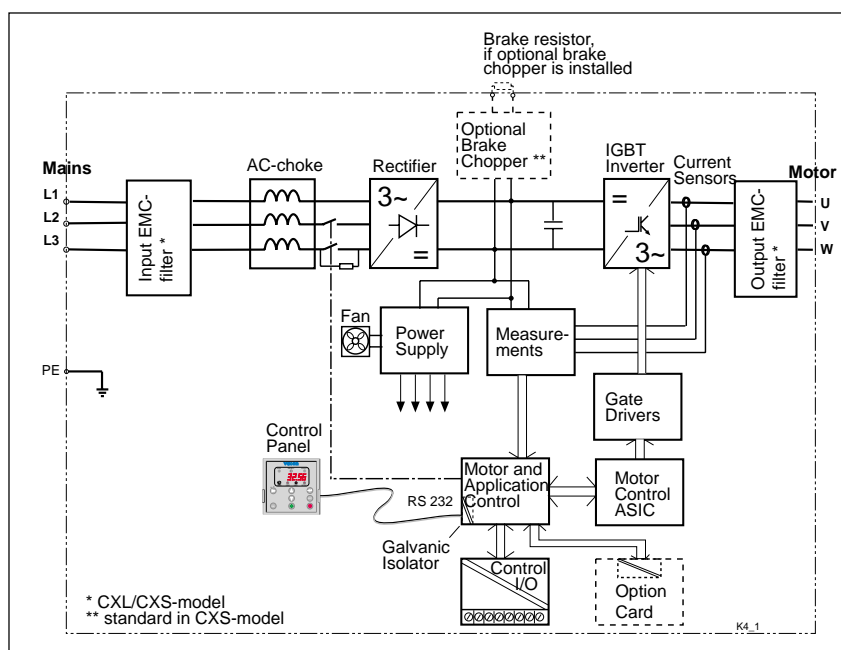 Brake resistor,
if optional brake
chopper is installed
Optional
Brake
Chopper **
IGBT
Inverter
Current
Sensors
Mains
AC-choke
Rectifier
Motor
L1
L2
L3
Input EMC-
filter *
3~
=
=
3~
Output EMC-
filter *
U
V
W
Fan
Power
Supply
Measure-
ments
PE
Gate
Drivers
Control
Panel
Motor and
Application
Control
RS 232
Motor
Control
ASIC
Galvanic
Isolator
Control
I/O
Option
Card
* CXL/CXS-model
** standard in CXS-model
K4_1